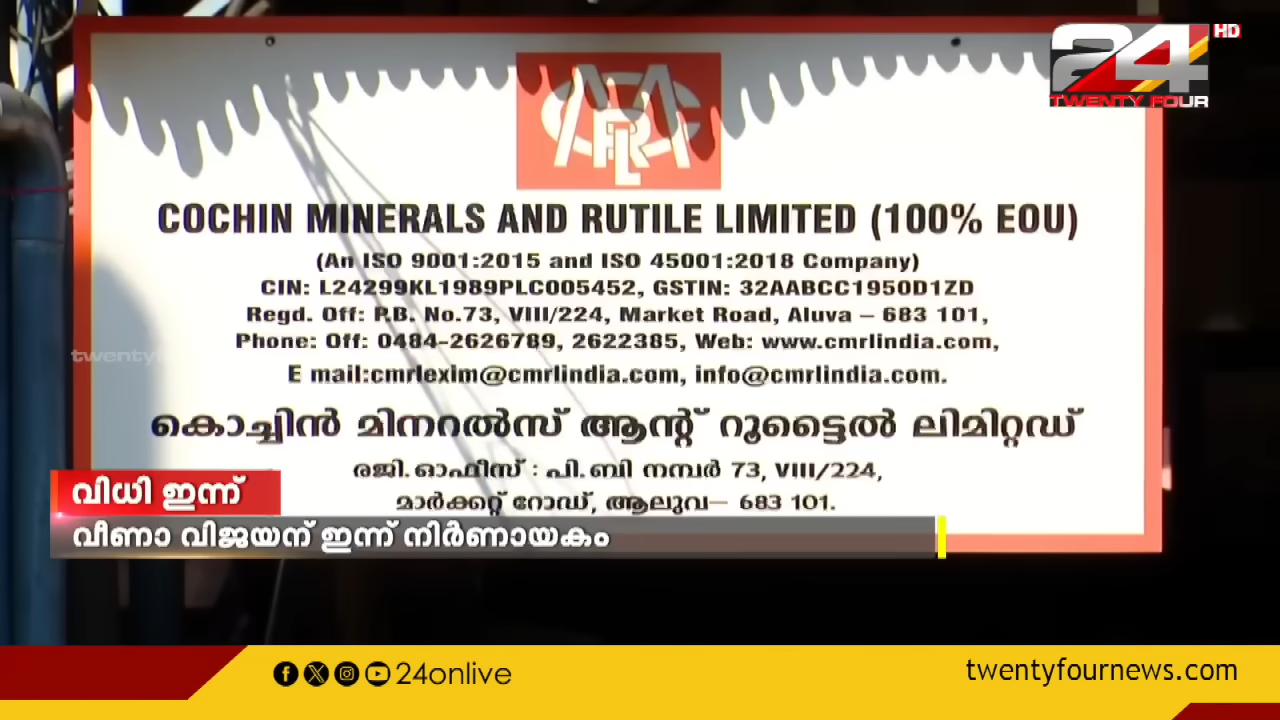 24 HD
TWENTY FOUR
CMRL
COCHIN MINERALS AND RUTILE LIMITED (100% EOU)
(An ISO 9001:2015 and ISO 45001:2018 Company)
CIN: L24299KL1989PLC005452, GSTIN: 32AABCC1950D1ZD
Regd. Off: P.B. No.73, VIII/224, Market Road, Aluva – 683 101,
Phone: Off: 0484-2626789, 2622385, Web: www.cmrlindia.com,
E mail:cmrlexim@cmrlindia.com, info@cmrlindia.com.
കൊച്ചിൻ മിനറൽസ് ആന്റ് റൂട്ടൈൽ ലിമിറ്റഡ്
രജി. ഓഫീസ് : പി.ബി നമ്പർ 73, VIII/224,
മാർക്കറ്റ് റോഡ്, ആലുവ– 683 101.
വിധി ഇന്ന്
വീണാ വിജയന് ഇന്ന് നിർണായകം
24onlive
twentyfournews.com